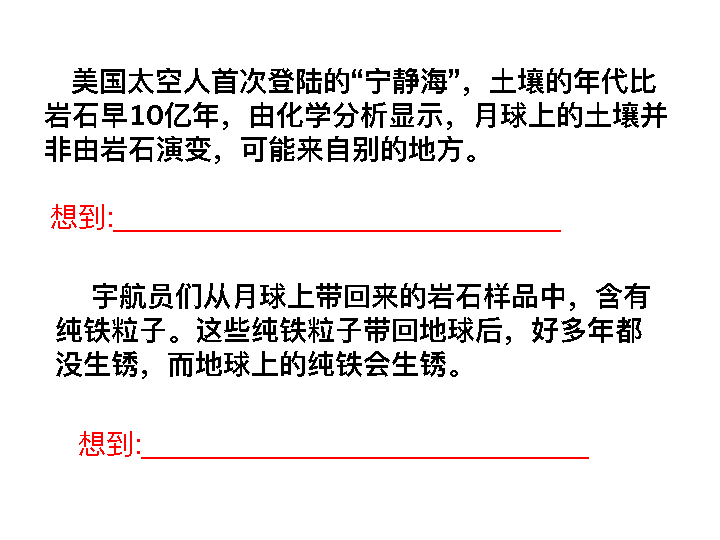 美国太空人首次登陆的“宁静海”，土壤的年代比
岩石早10亿年，由化学分析显示，月球上的土壤并
非由岩石演变，可能来自别的地方。
想到:________________________________
宇航员们从月球上带回来的岩石样品中，含有
纯铁粒子。这些纯铁粒子带回地球后，好多年都
没生锈，而地球上的纯铁会生锈。
想到:________________________________